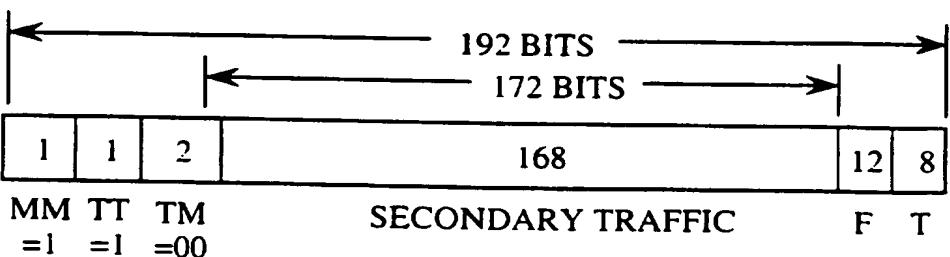 192 BITS
172 BITS
1 1 2 168 12 8
MM TT TM SECONDARY TRAFFIC F T
=1 =1 =00